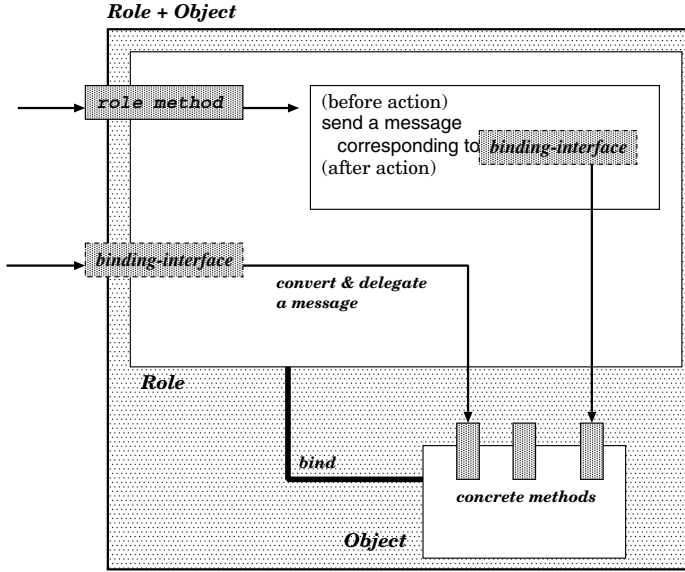 Role + Object
role method
(before action)
send a message
corresponding to binding-interface
(after action)
binding-interface
convert & delegate
a message
Role
bind
concrete methods
Object